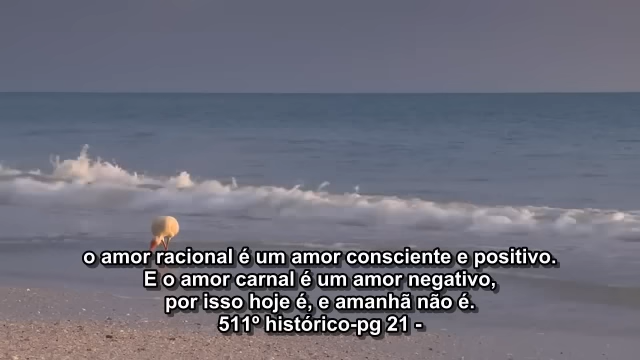 o amor racional é um amor consciente e positivo.
E o amor carnal é um amor negativo,
por isso hoje é, e amanhã não é.
511º histórico-pg 21 -